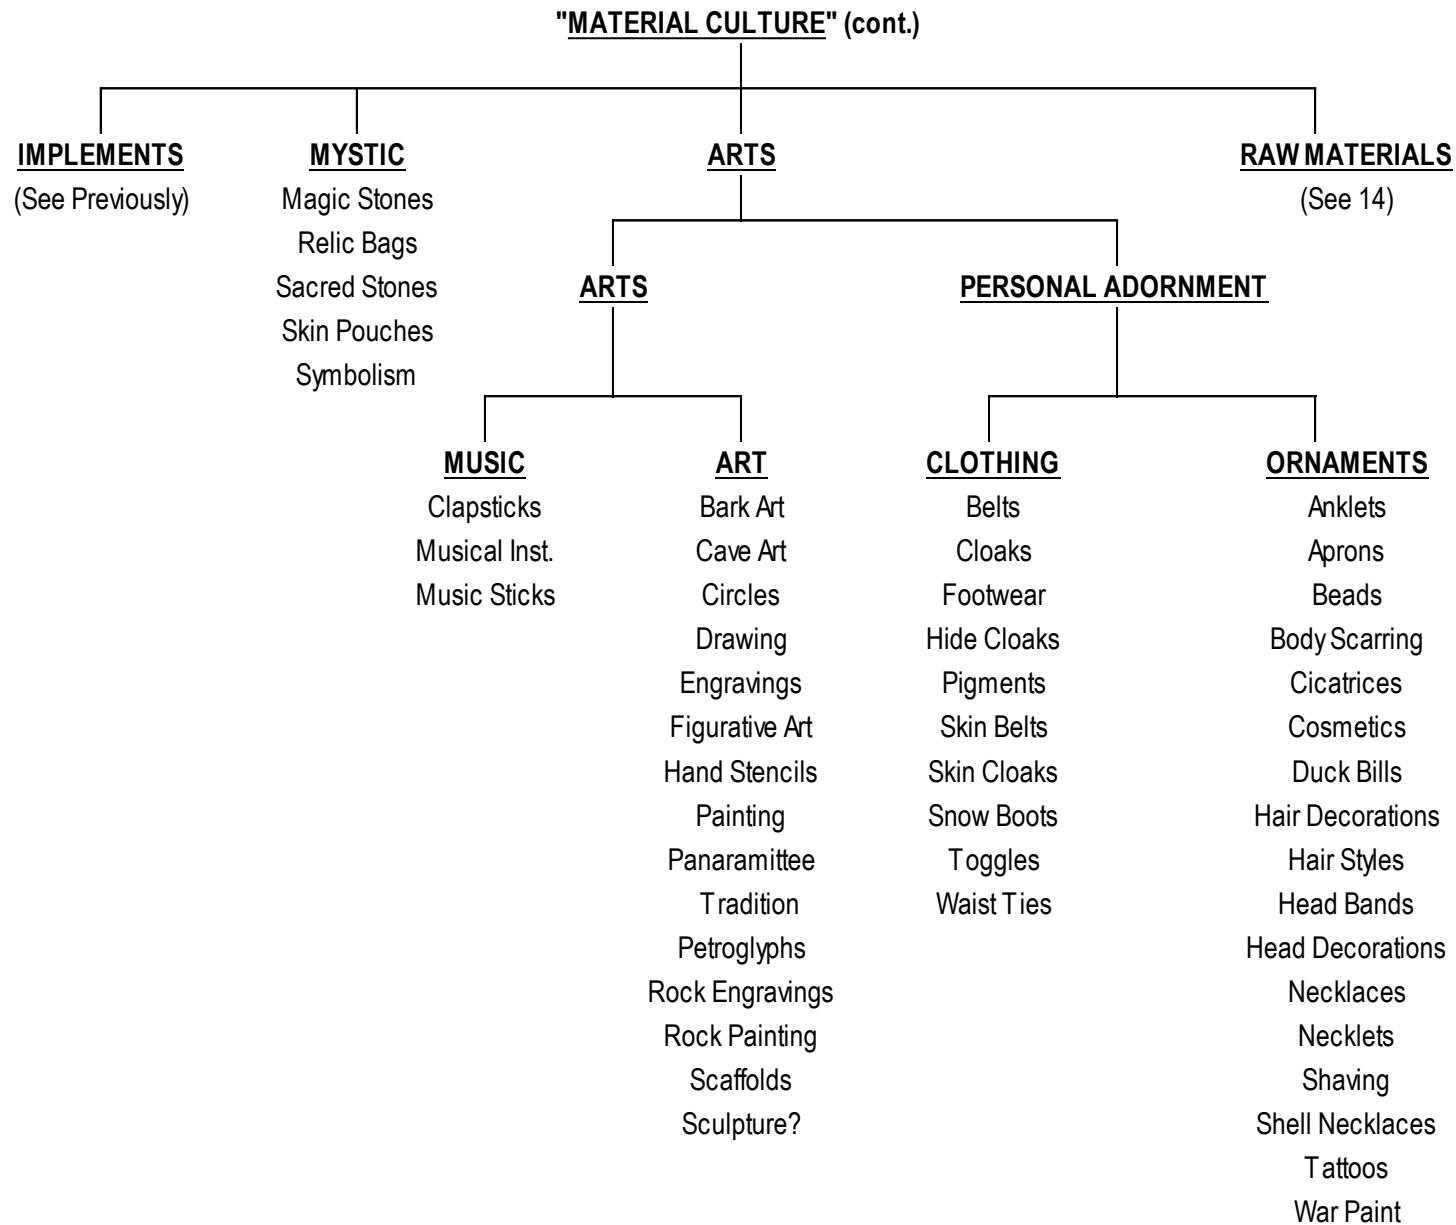 "MATERIAL CULTURE" (cont.)
IMPLEMENTS
(See Previously)
MYSTIC
Magic Stones
Relic Bags
Sacred Stones
Skin Pouches
Symbolism
ARTS
RAW MATERIALS
(See 14)
ARTS
PERSONAL ADORNMENT
MUSIC
Clapsticks
Musical Inst.
Music Sticks
ART
Bark Art
Cave Art
Circles
Drawing
Engravings
Figurative Art
Hand Stencils
Painting
Panaramittee
Tradition
Petroglyphs
Rock Engravings
Rock Painting
Scaffolds
Sculpture?
CLOTHING
Belts
Cloaks
Footwear
Hide Cloaks
Pigments
Skin Belts
Skin Cloaks
Snow Boots
Toggles
Waist Ties
ORNAMENTS
Anklets
Aprons
Beads
Body Scarring
Cicatrices
Cosmetics
Duck Bills
Hair Decorations
Hair Styles
Head Bands
Head Decorations
Necklaces
Necklets
Shaving
Shell Necklaces
Tattoos
War Paint